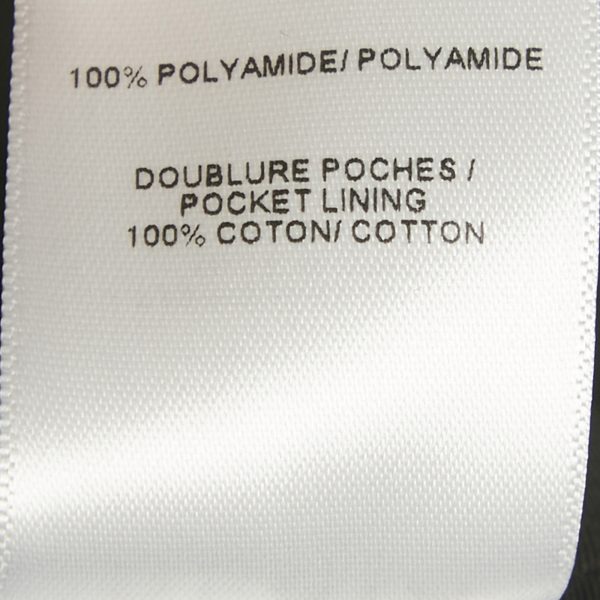 100% POLYAMIDE/ POLYAMIDE
DOUBLURE POCHES /
POCKET LINING
100% COTON/ COTTON